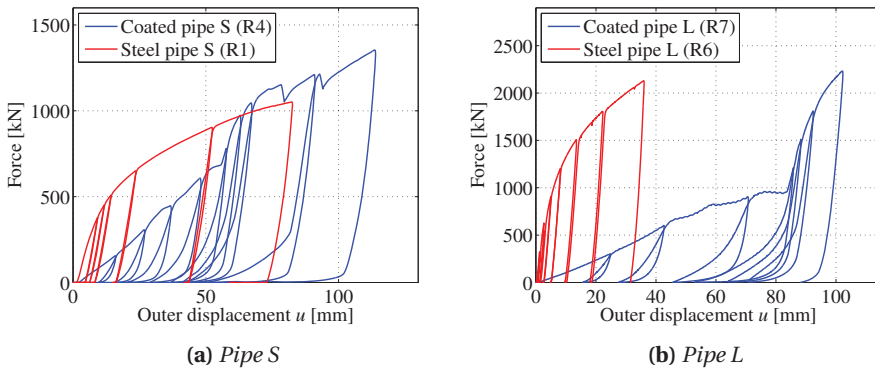 Coated pipe S (R4)
Steel pipe S (R1)
1500
1000
500
0
Force [kN]
0 50 100
Outer displacement u [mm]
(a) Pipe S
Coated pipe L (R7)
Steel pipe L (R6)
2500
2000
1500
1000
500
0
Force [kN]
0 20 40 60 80 100
Outer displacement u [mm]
(b) Pipe L